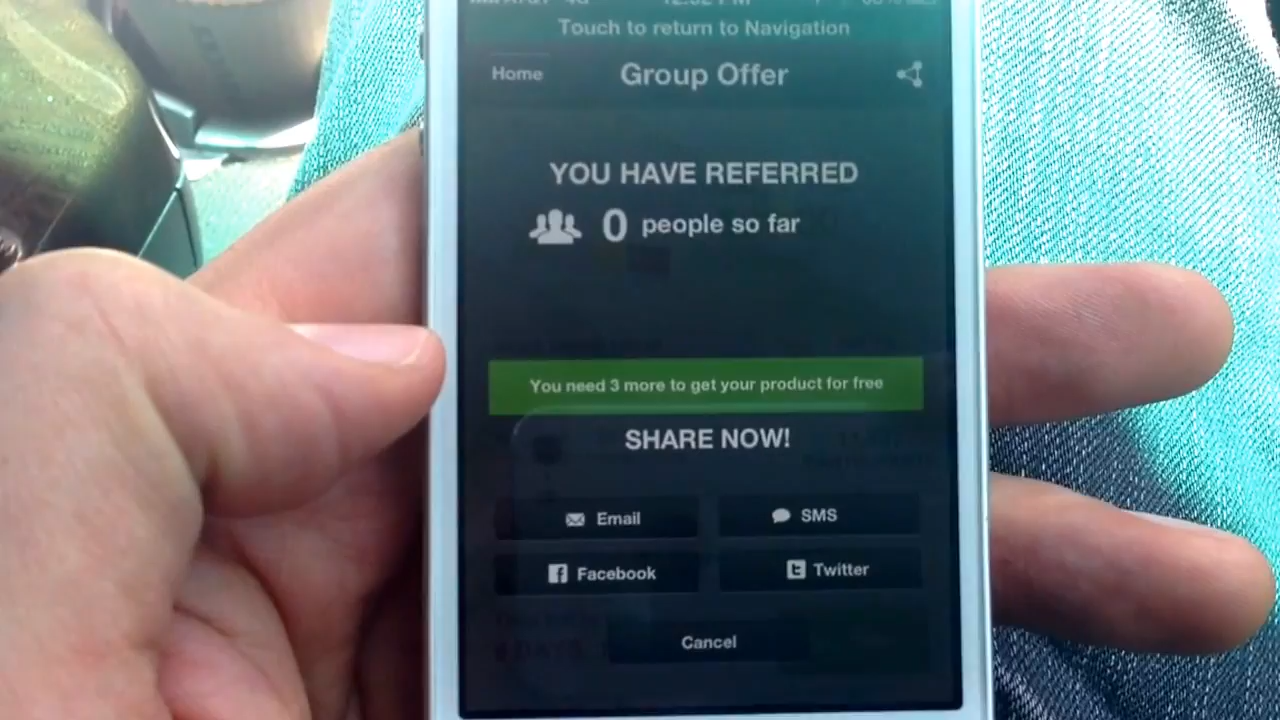 Touch to return to Navigation
Home Group Offer
YOU HAVE REFERRED
0 people so far
You need 3 more to get your product for free
SHARE NOW!
Email SMS
Facebook Twitter
Cancel